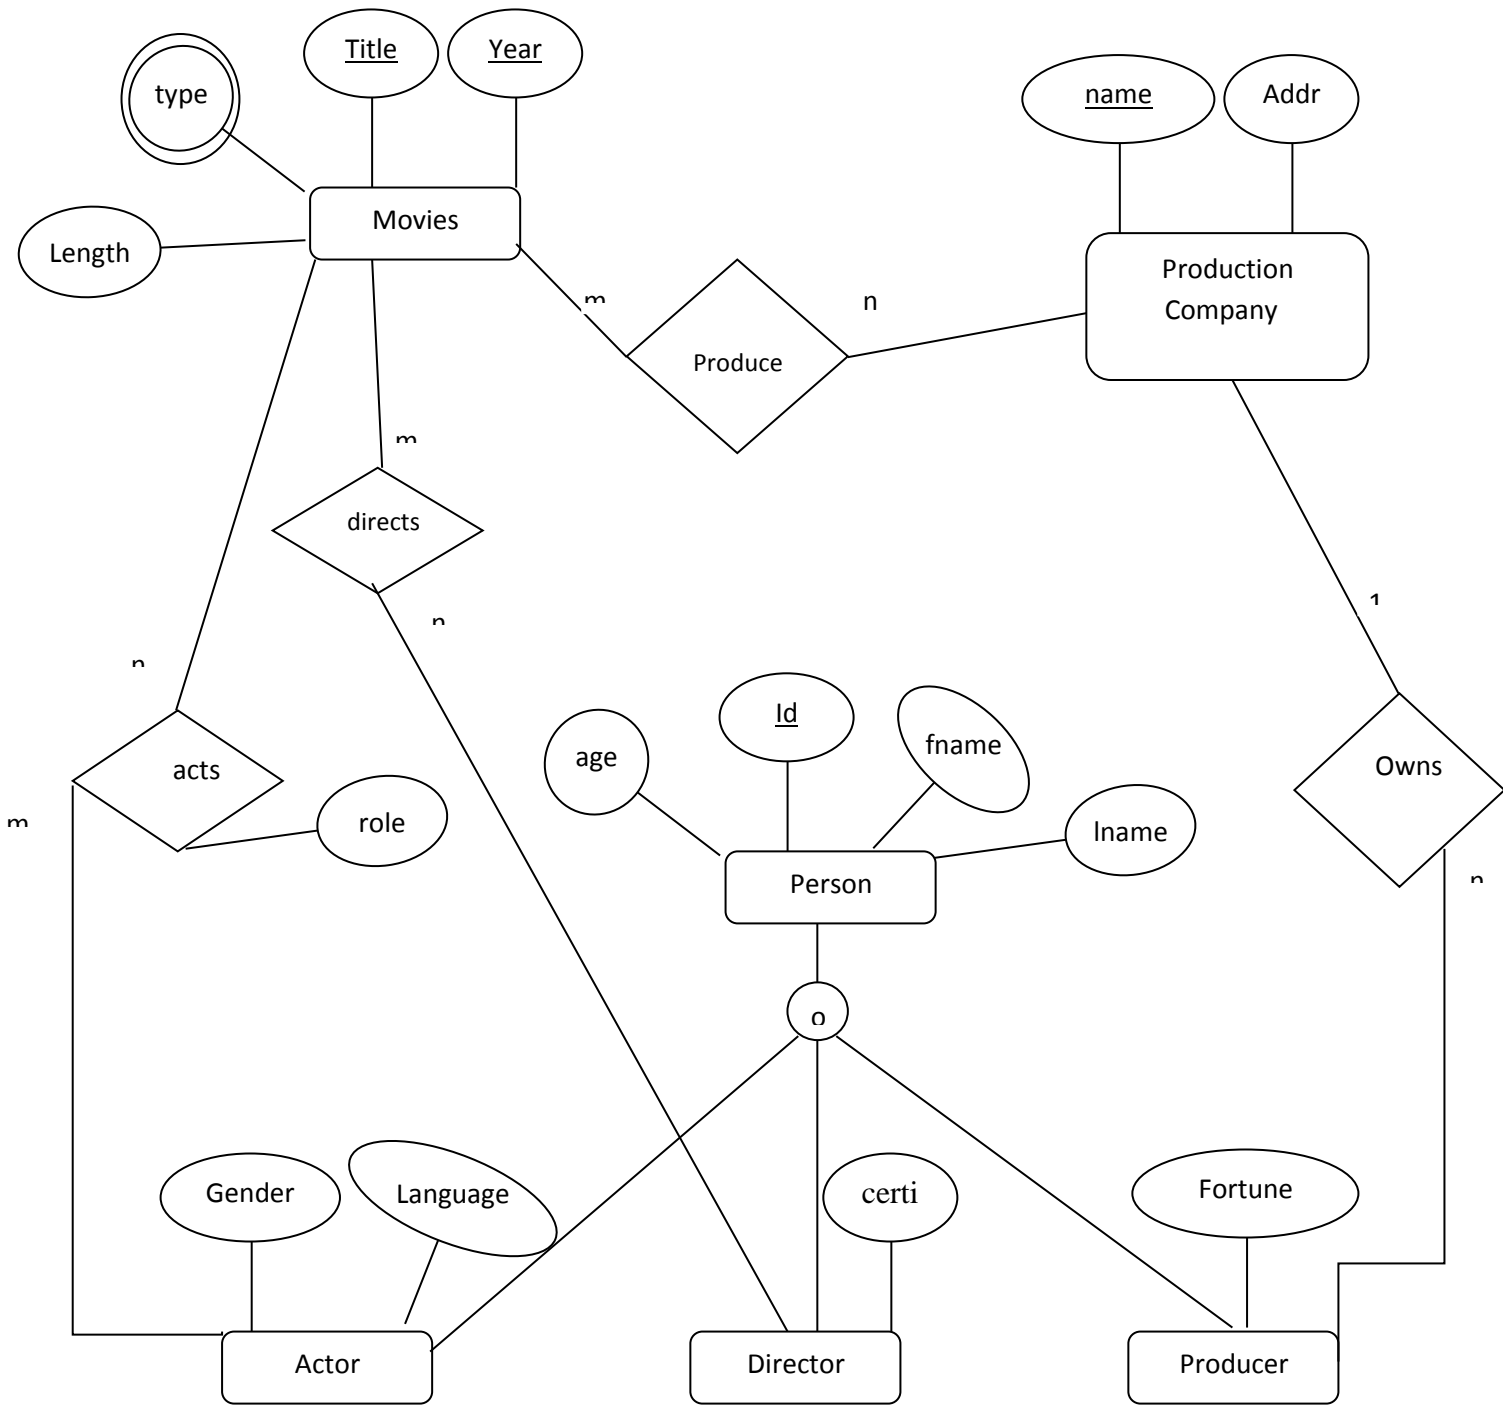 Title
Year
type
name
Addr
Movies
Length
Production
Company
m
n
Produce
m
directs
1
n
n
Id
fname
age
Owns
acts
role
m
lname
Person
n
o
Gender
Language
certi
Fortune
Actor
Director
Producer